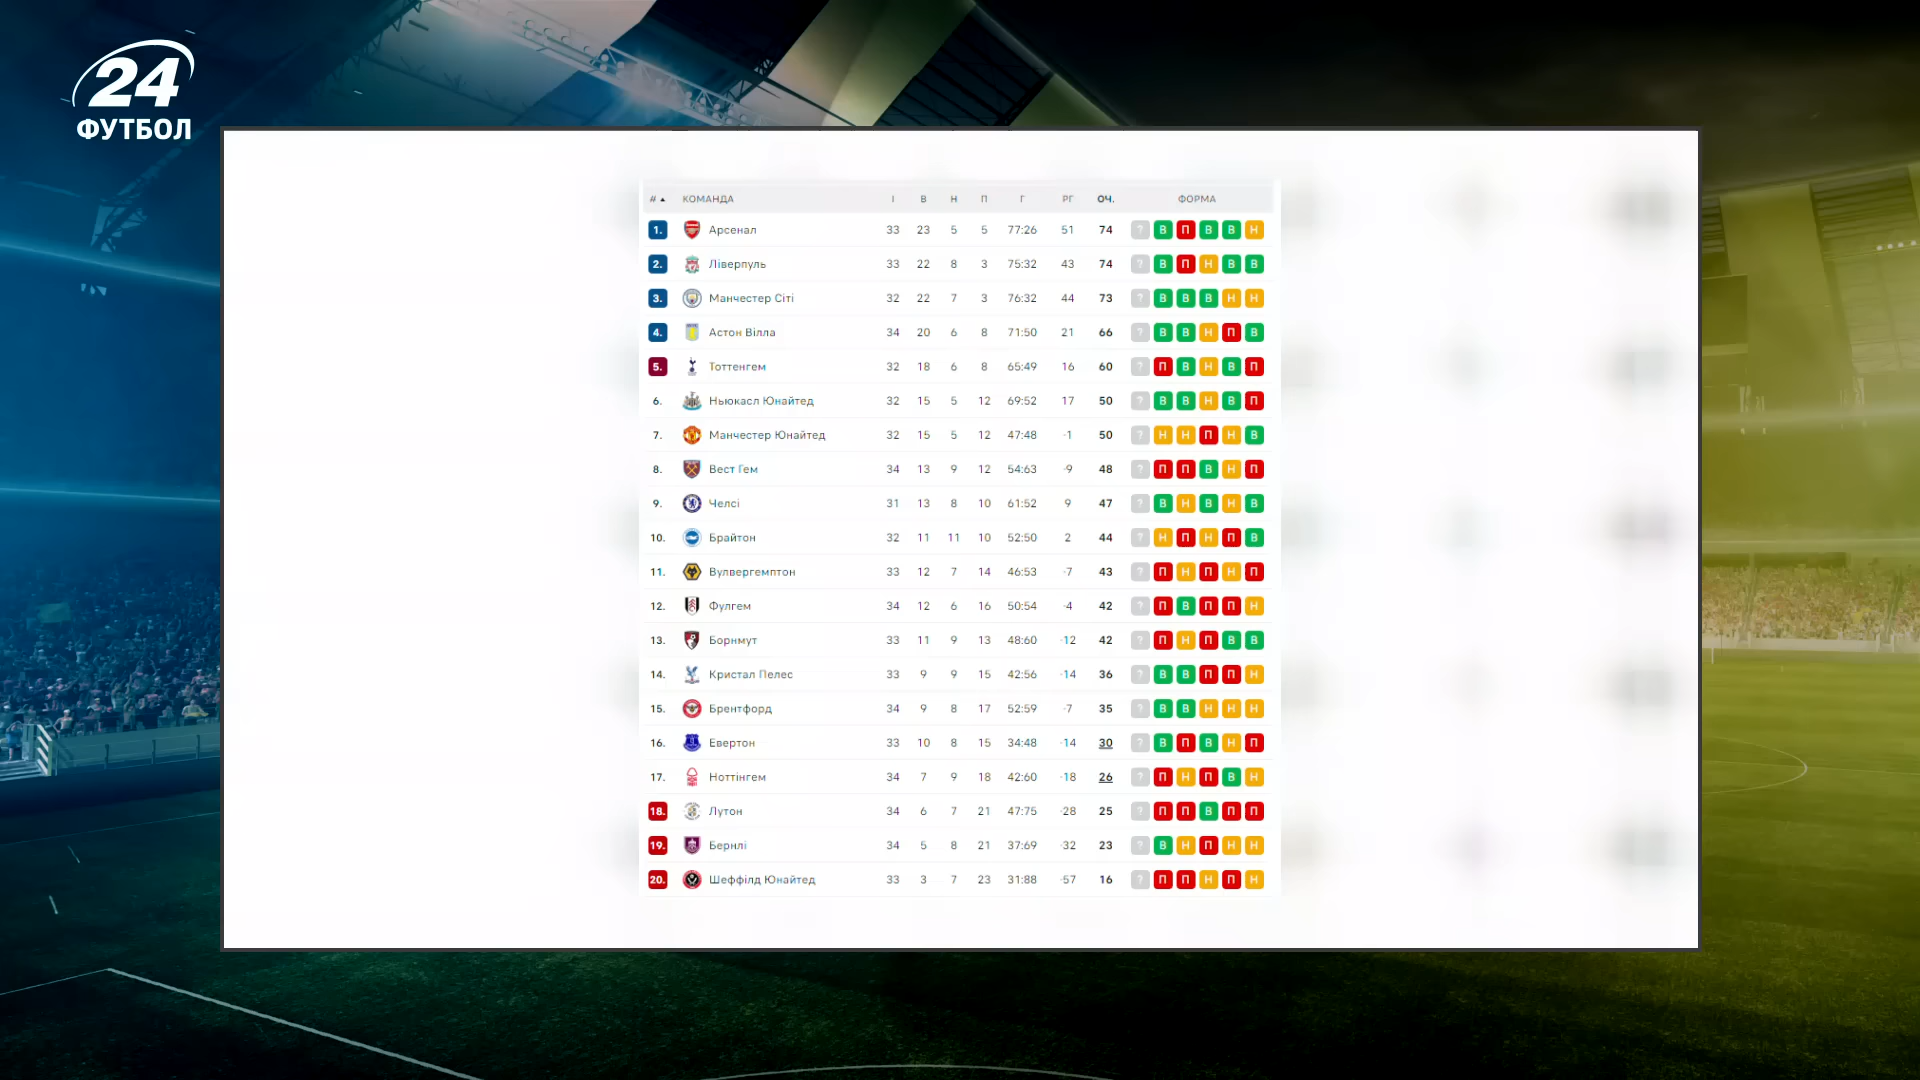 24
ФУТБОЛ
# КОМАНДА І В Н П Г РГ ОЧ. ФОРМА
1. Арсенал 33 23 5 5 77:26 51 74 ? В П В В Н
2. Ліверпуль 33 22 8 3 75:32 43 74 ? В П Н В В
3. Манчестер Сіті 32 22 7 3 76:32 44 73 ? В В В Н Н
4. Астон Вілла 34 20 6 8 71:50 21 66 ? В В Н П В
5. Тоттенгем 32 18 6 8 65:49 16 60 ? П В Н В П
6. Ньюкасл Юнайтед 32 15 5 12 69:52 17 50 ? В В Н В П
7. Манчестер Юнайтед 32 15 5 12 47:48 -1 50 ? Н Н П Н В
8. Вест Гем 34 13 9 12 54:63 -9 48 ? П П В Н П
9. Челсі 31 13 8 10 61:52 9 47 ? В Н В Н В
10. Брайтон 32 11 11 10 52:50 2 44 ? Н П Н П В
11. Вулвергемптон 33 12 7 14 46:53 -7 43 ? П Н П Н П
12. Фулгем 34 12 6 16 50:54 -4 42 ? П В П П Н
13. Борнмут 33 11 9 13 48:60 -12 42 ? П Н П В В
14. Кристал Пелес 33 9 9 15 42:56 -14 36 ? В В П П Н
15. Брентфорд 34 9 8 17 52:59 -7 35 ? В В Н Н Н
16. Евертон 33 10 8 15 34:48 -14 30 ? В П В Н П
17. Ноттінгем 34 7 9 18 42:60 -18 26 ? П Н П В Н
18. Лутон 34 6 7 21 47:75 -28 25 ? П П В П П
19. Бернлі 34 5 8 21 37:69 -32 23 ? В Н П Н Н
20. Шеффілд Юнайтед 33 3 7 23 31:88 -57 16 ? П П Н П Н